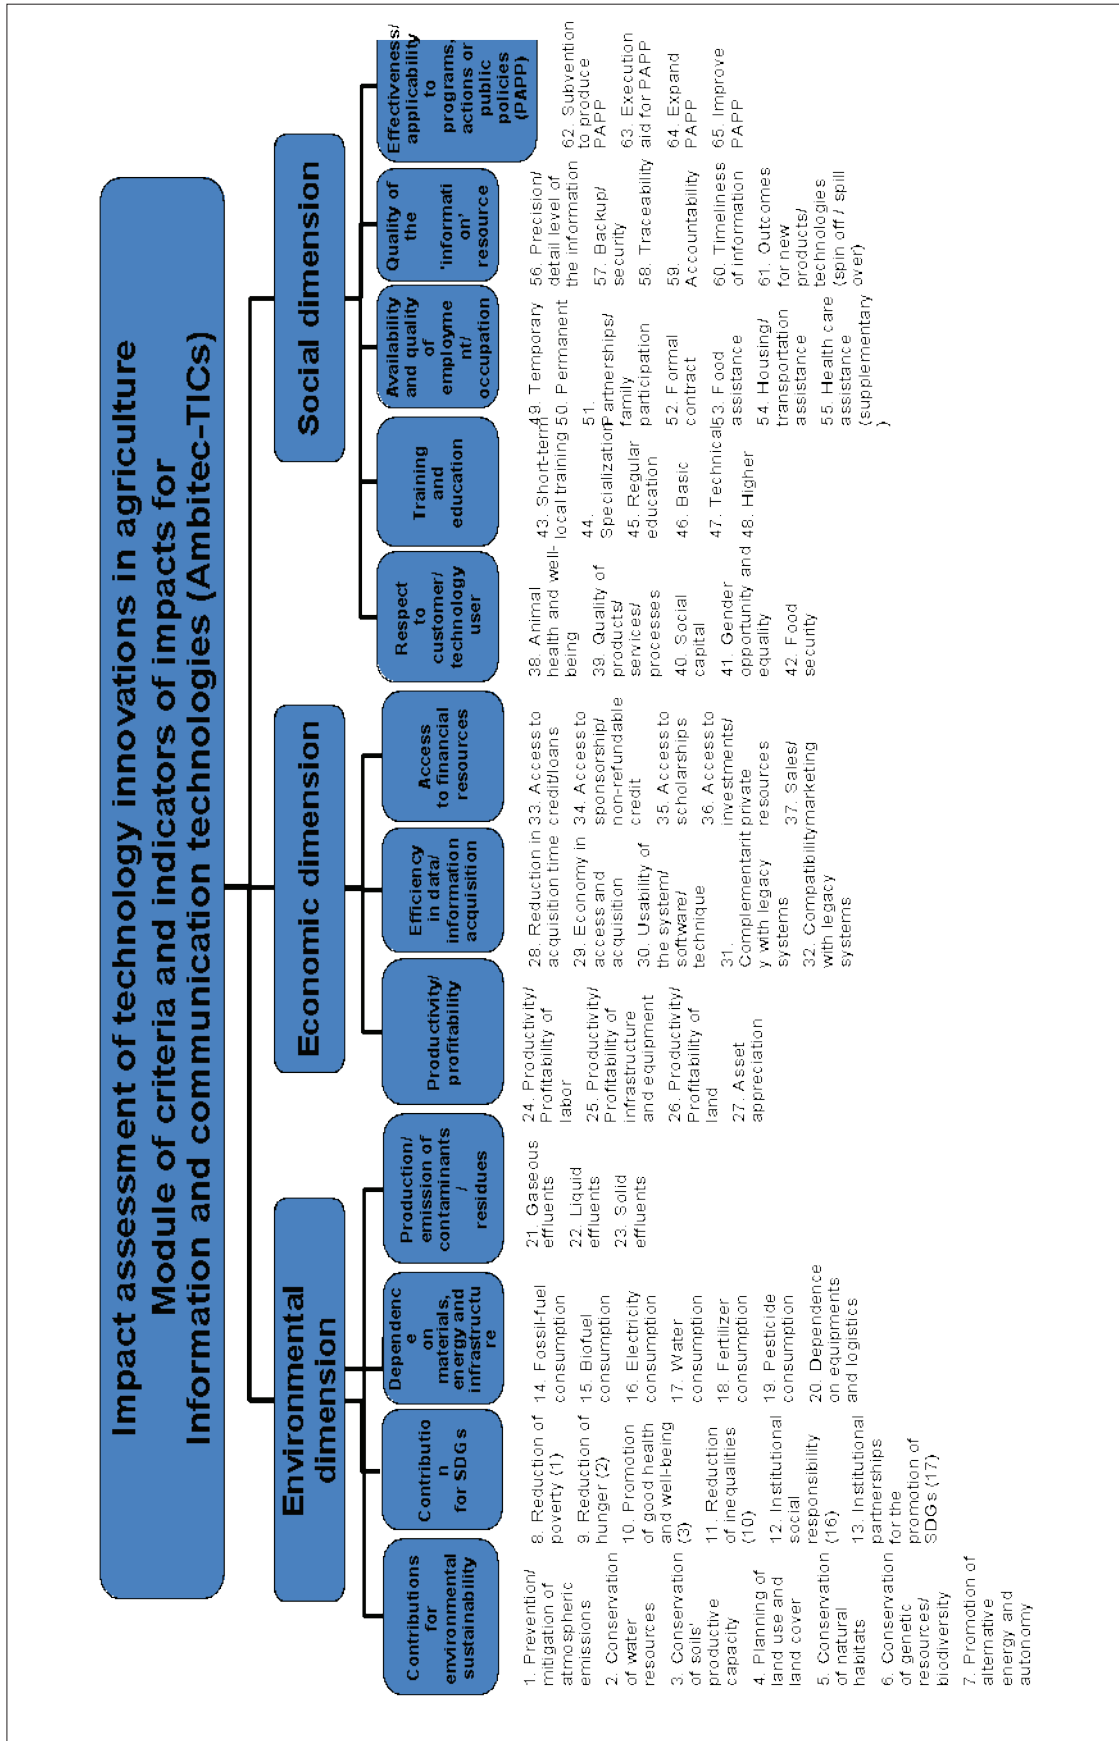 Impact assessment of technology innovations in agriculture
Module of criteria and indicators of impacts for
Information and communication technologies (Ambitec-TICs)
Environmental
dimension
Economic dimension
Social dimension
Contributions
for
environmental
sustainability
Contributio
n
for SDGs
Dependenc
e
on
materials,
energy and
infrastructu
re
Production/
emission of
contaminants
/
residues
Productivity/
profitability
Efficiency
in data/
information
acquisition
Access
to financial
resources
Respect
to
customer/
technology
user
Training
and
education
Availability
and quality
of
employme
nt/
occupation
Quality of
the
'informati
on'
resource
Effectiveness/
applicability
to
programs,
actions or
public
policies
(PAPP)
1. Prevention/
mitigation of
atmospheric
emissions
2. Conservation
of water
resources
3. Conservation
of soils'
productive
capacity
4. Planning of
land use and
land cover
5. Conservation
of natural
habitats
6. Conservation
of genetic
resources/
biodiversity
7. Promotion of
alternative
energy and
autonomy
8. Reduction of
poverty (1)
9. Reduction of
hunger (2)
10. Promotion
of good health
and well-being
(3)
11. Reduction
of inequalities
(10)
12. Institutional
social
responsibility
(16)
13. Institutional
partnerships
for the
promotion of
SDGs (17)
14. Fossil-fuel
consumption
15. Biofuel
consumption
16. Electricity
consumption
17. Water
consumption
18. Fertilizer
consumption
19. Pesticide
consumption
20. Dependence
on equipments
and logistics
21. Gaseous
effluents
22. Liquid
effluents
23. Solid
effluents
24. Productivity/
Profitability of
labor
25. Productivity/
Profitability of
infrastructure
and equipment
26. Productivity/
Profitability of
land
27. Asset
appreciation
28. Reduction in
acquisition time
29. Economy in
access and
acquisition
30. Usability of
the system/
software/
technique
31.
Complementarit
y with legacy
systems
32. Compatibility
with legacy
systems
33. Access to
credit/loans
34. Access to
sponsorship/
non-refundable
credit
35. Access to
scholarships
36. Access to
investments/
private
resources
37. Sales/
marketing
38. Animal
health and well-
being
39. Quality of
products/
services/
processes
40. Social
capital
41. Gender
opportunity and
equality
42. Food
security
43. Short-term
local training
44.
Specialization
45. Regular
education
46. Basic
47. Technical
48. Higher
49. Temporary
50. Permanent
51.
Partnerships/
family
participation
52. Formal
contract
53. Food
assistance
54. Housing/
transportation
assistance
55. Health care
assistance
(supplementary
)
56. Precision/
detail level of
the information
57. Backup/
security
58. Traceability
59.
Accountability
60. Timeliness
of information
61. Outcomes
for new
products/
technologies
(spin off / spill
over)
62. Subvention
to produce
PAPP
63. Execution
aid for PAPP
64. Expand
PAPP
65. Improve
PAPP